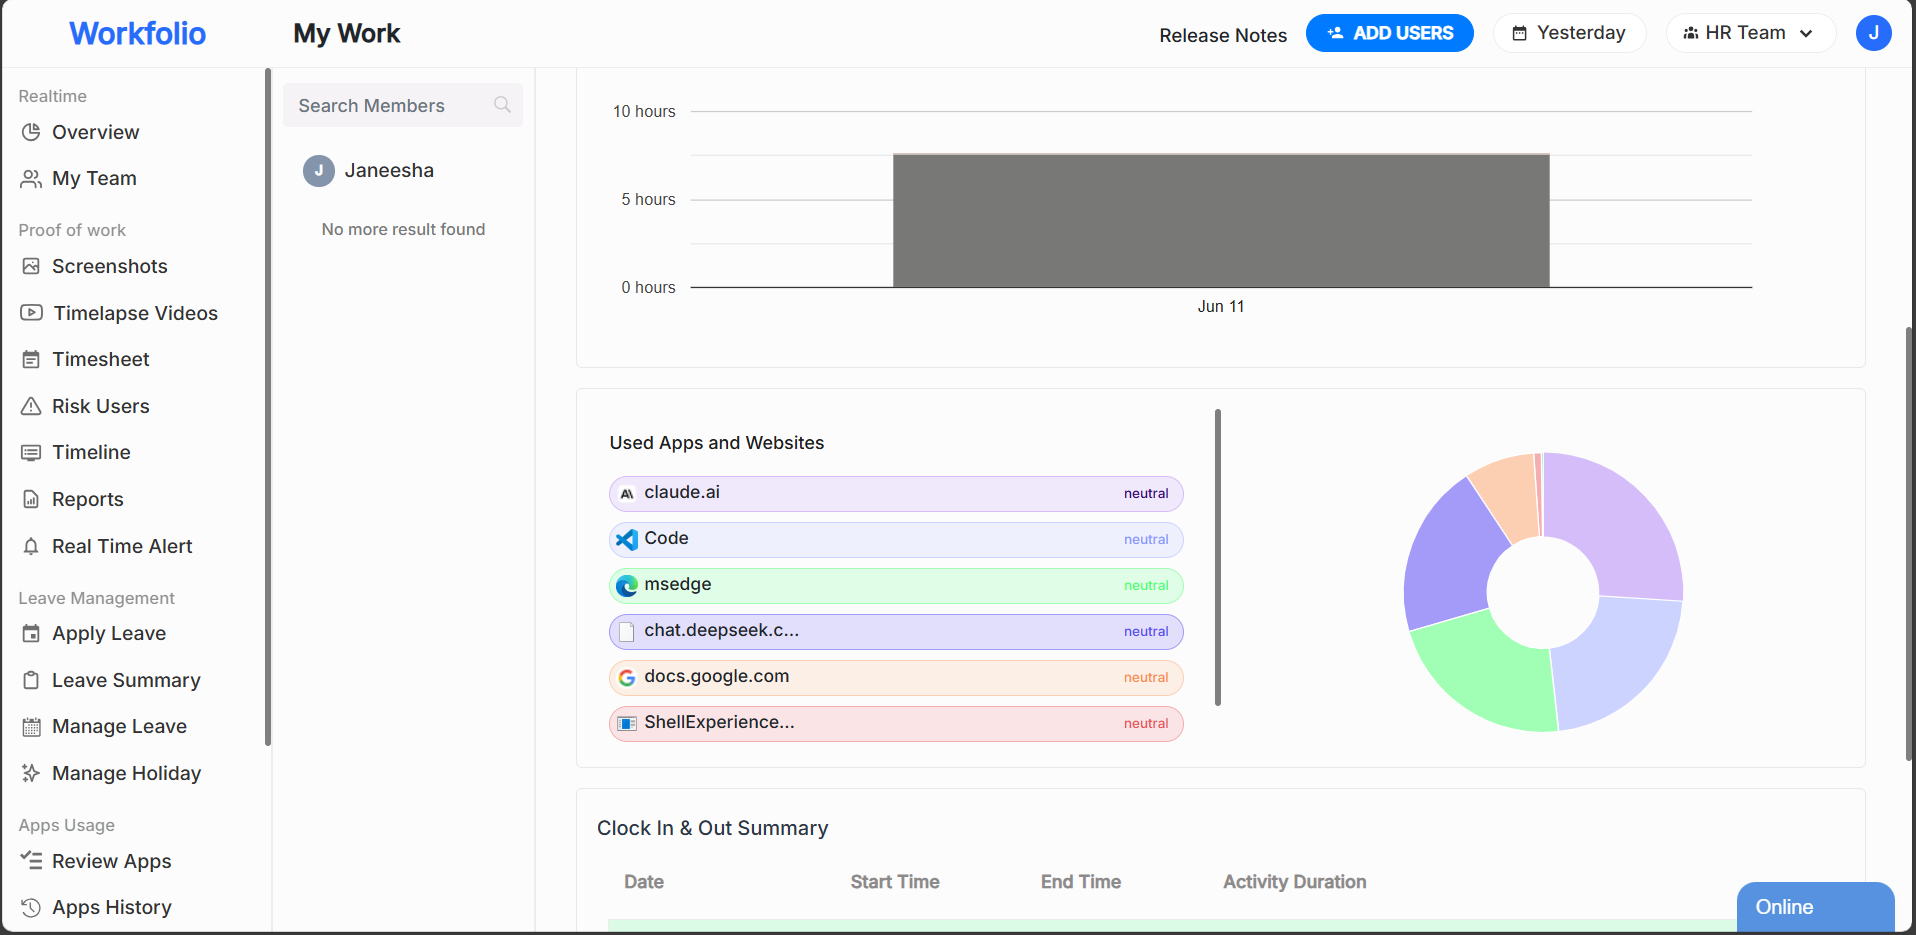 Workfolio
My Work
Release Notes
ADD USERS
Yesterday
HR Team
J
Realtime
Overview
My Team
Proof of work
Screenshots
Timelapse Videos
Timesheet
Risk Users
Timeline
Reports
Real Time Alert
Leave Management
Apply Leave
Leave Summary
Manage Leave
Manage Holiday
Apps Usage
Review Apps
Apps History
Search Members
J
Janeesha
No more result found
10 hours
5 hours
0 hours
Jun 11
Used Apps and Websites
claude.ai neutral
Code neutral
msedge neutral
chat.deepseek.c... neutral
docs.google.com neutral
ShellExperience... neutral
Clock In & Out Summary
Date Start Time End Time Activity Duration
Online